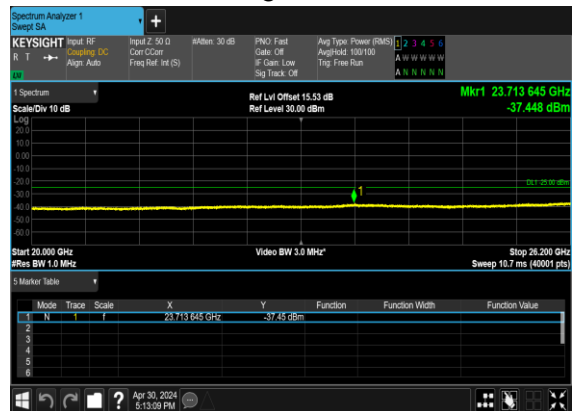 Spectrum Analyzer 1
Swept SA
+
KEYSIGHT Input: RF Input Z: 50 Ω #Atten: 30 dB PNO: Fast Avg Type: Power (RMS) 1 2 3 4 5 6
R T Coupling: DC Corr CCorr Gate: Off Avg|Hold: 100/100 A W W W W W
Align: Auto Freq Ref: Int (S) IF Gain: Low Trig: Free Run
LXI Sig Track: Off A N N N N N
1 Spectrum Ref Lvl Offset 15.53 dB Mkr1 23.713 645 GHz
Scale/Div 10 dB Ref Level 30.00 dBm -37.448 dBm
Log
20.0
10.0
0.00
-10.0
-20.0
DL1 -25.00 dBm
-30.0
1
-40.0
-50.0
-60.0
Start 20.000 GHz Video BW 3.0 MHz* Stop 26.200 GHz
#Res BW 1.0 MHz Sweep 10.7 ms (40001 pts)
5 Marker Table
Mode Trace Scale X Y Function Function Width Function Value
1 N 1 f 23.713 645 GHz -37.45 dBm
2
3
4
5
6
? Apr 30, 2024
5:13:09 PM